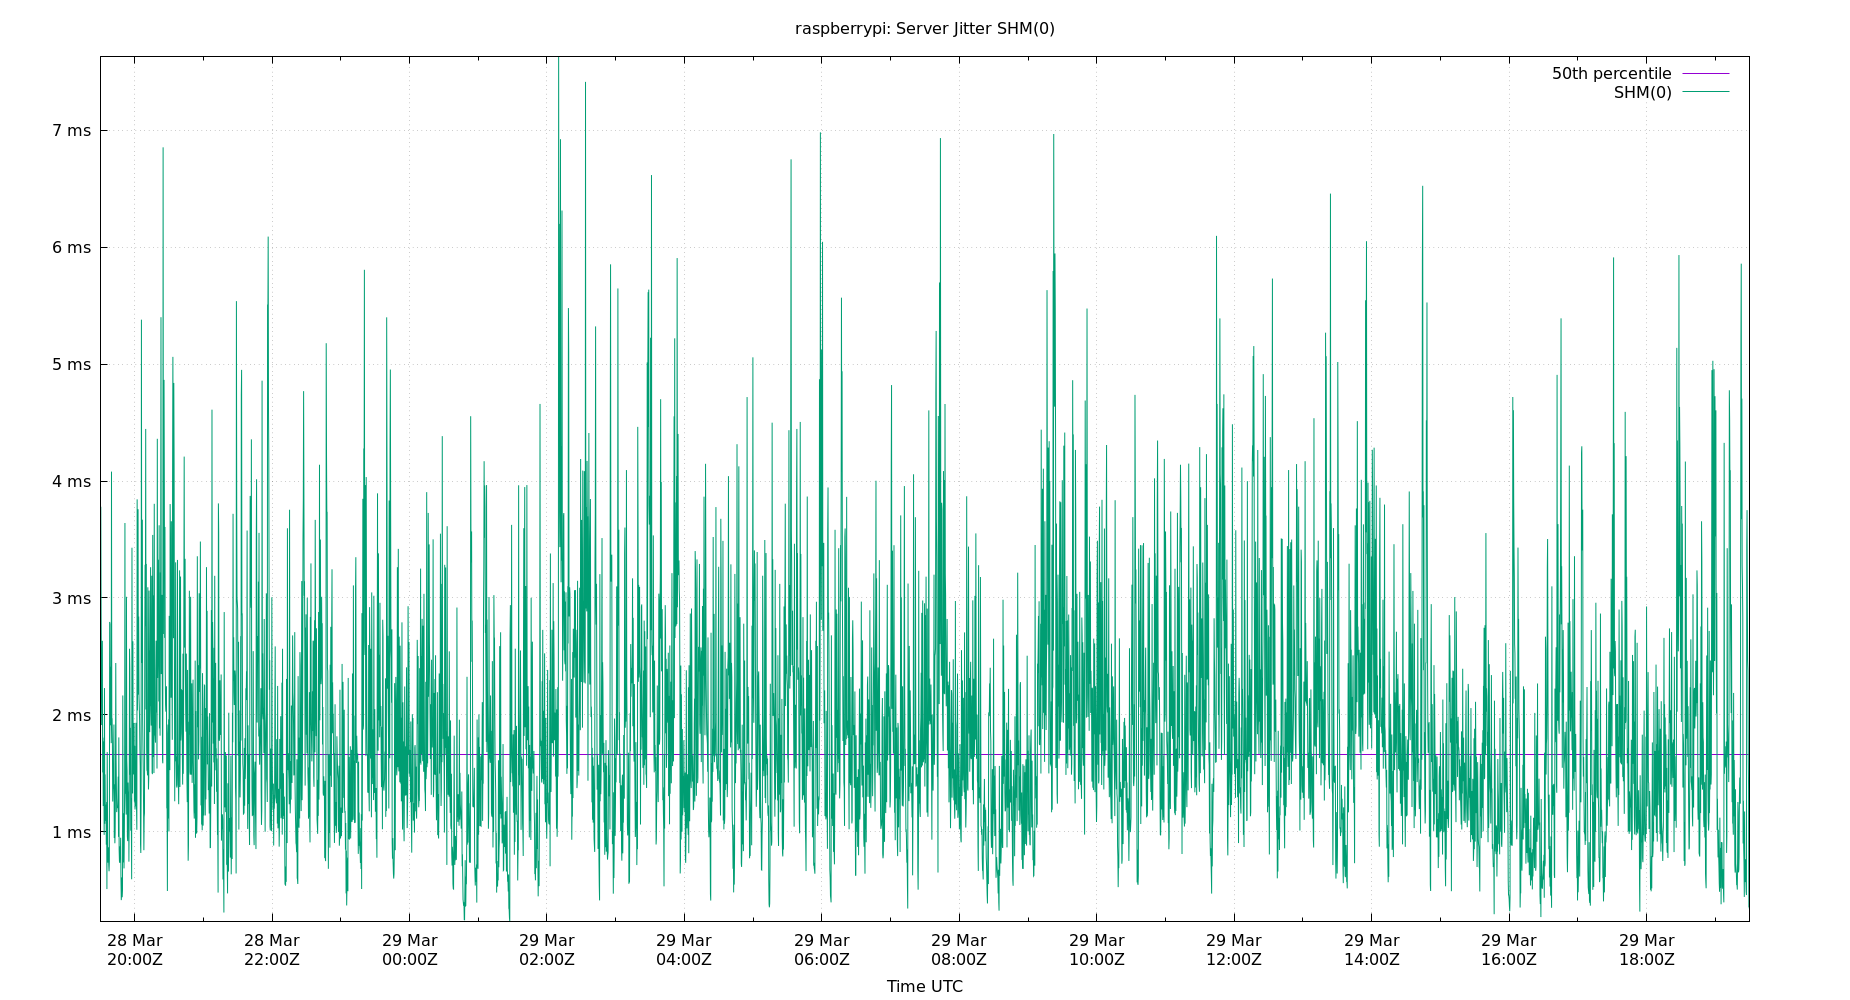 raspberrypi: Server Jitter SHM(0)
50th percentile
SHM(0)
7 ms
6 ms
5 ms
4 ms
3 ms
2 ms
1 ms
28 Mar 28 Mar 29 Mar 29 Mar 29 Mar 29 Mar 29 Mar 29 Mar 29 Mar 29 Mar 29 Mar 29 Mar
20:00Z 22:00Z 00:00Z 02:00Z 04:00Z 06:00Z 08:00Z 10:00Z 12:00Z 14:00Z 16:00Z 18:00Z
Time UTC